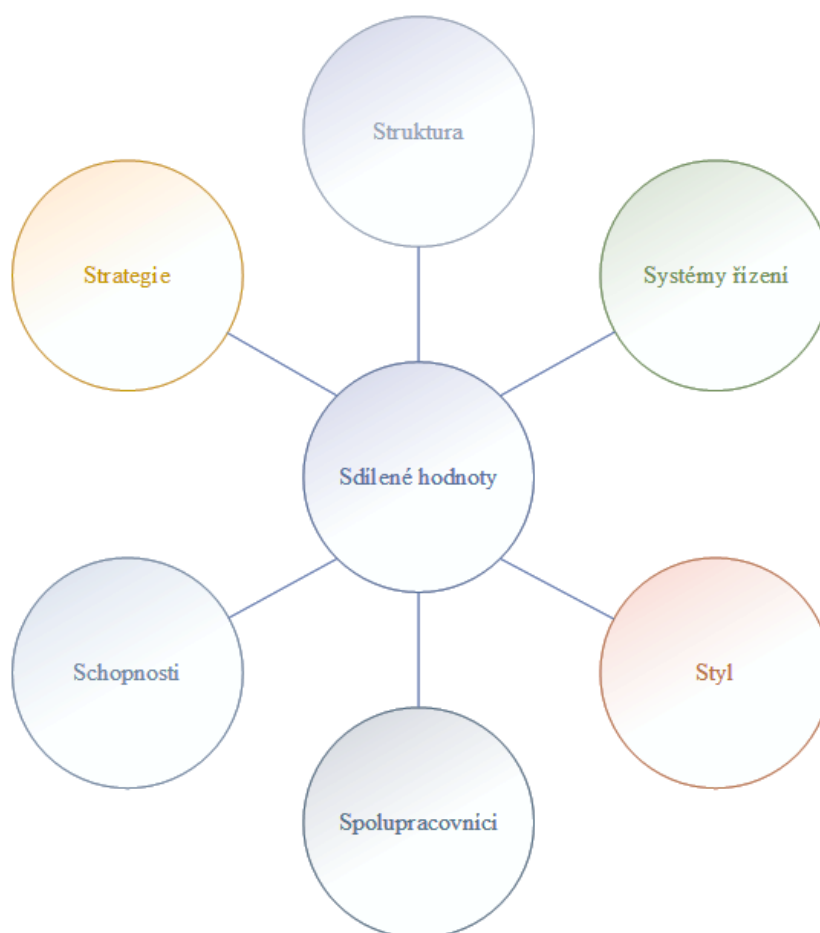 Struktura
Strategie
Systémy řízení
Sdílené hodnoty
Schopnosti
Styl
Spolupracovníci